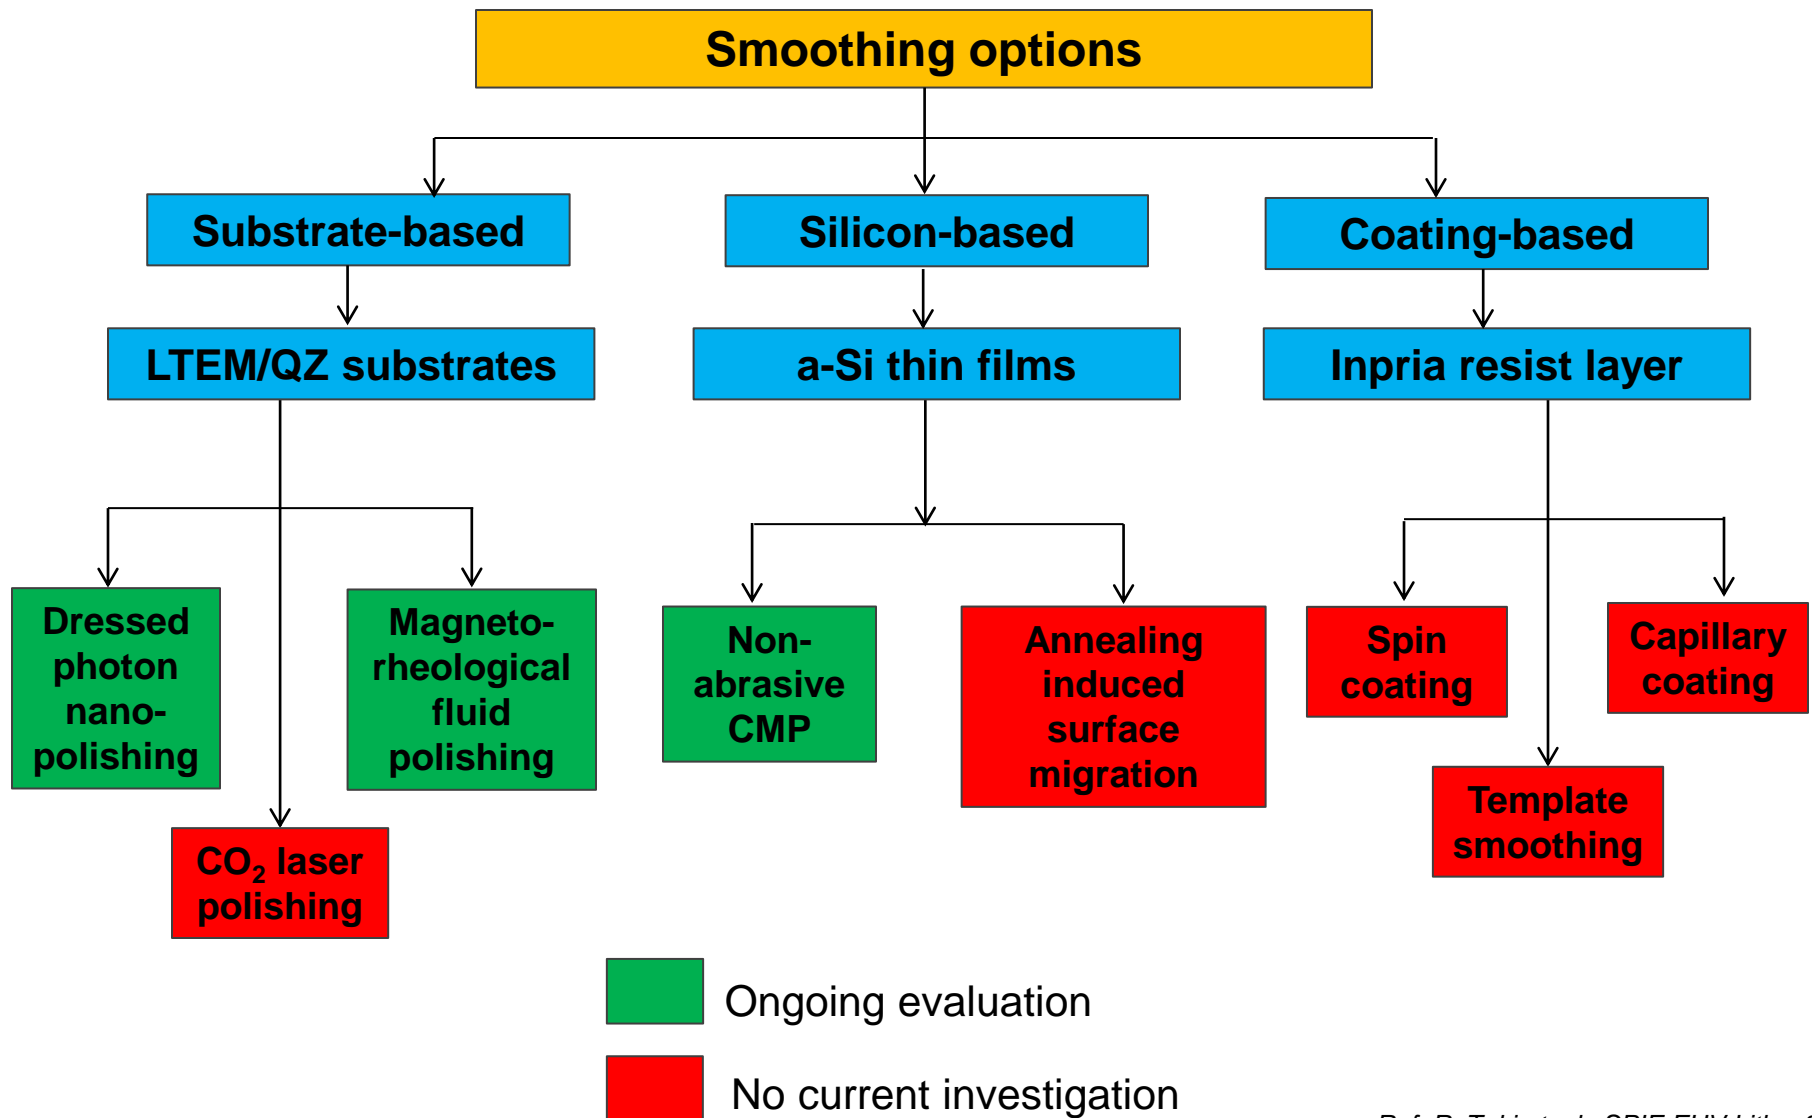 Smoothing options
Substrate-based
Silicon-based
Coating-based
LTEM/QZ substrates
a-Si thin films
Inpria resist layer
Dressed
photon
nano-
polishing
Magneto-
rheological
fluid
polishing
Non-
abrasive
CMP
Annealing
induced
surface
migration
Spin
coating
Capillary
coating
Template
smoothing
CO₂ laser
polishing
Ongoing evaluation
No current investigation